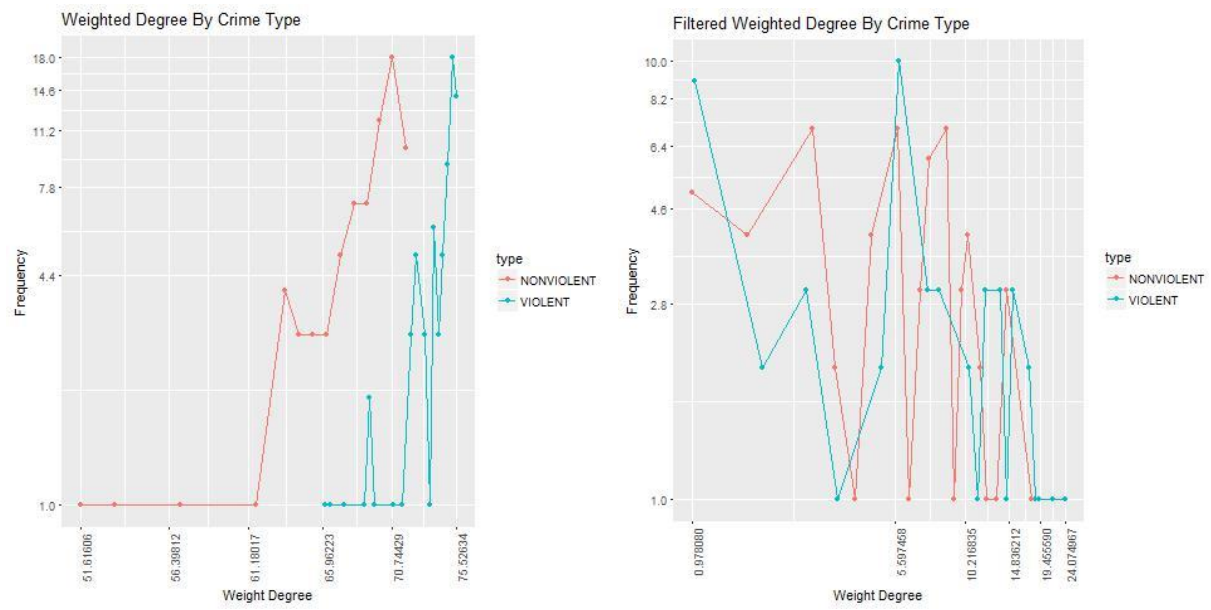 Weighted Degree By Crime Type
18.0
14.6
11.2
7.8
4.4
1.0
Frequency
51.61606
56.39812
61.18017
65.96223
70.74429
75.52634
Weight Degree
type
NONVIOLENT
VIOLENT
Filtered Weighted Degree By Crime Type
10.0
8.2
6.4
4.6
2.8
1.0
Frequency
0.978080
5.597458
10.216835
14.836212
19.455590
24.074967
Weight Degree
type
NONVIOLENT
VIOLENT